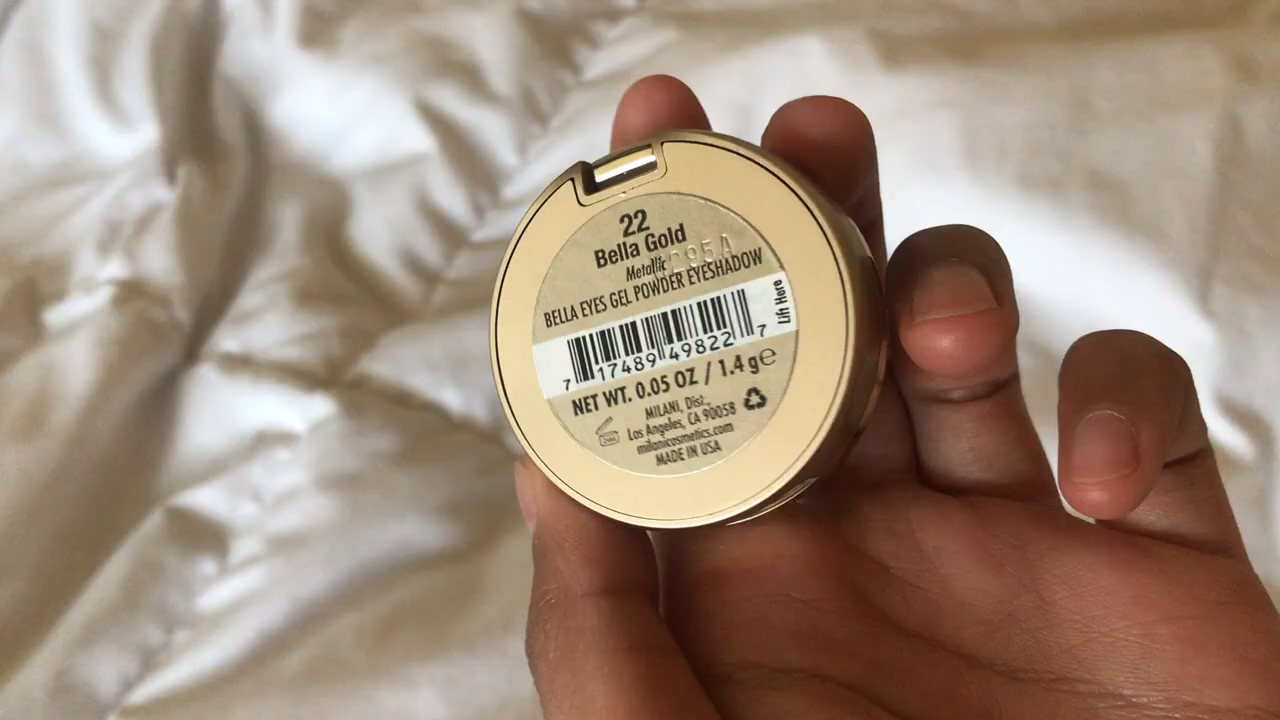 22
Bella Gold
Metallic
BELLA EYES GEL POWDER EYESHADOW
Lift Here
7 17489 49822 7
NET WT. 0.05 OZ / 1.4 g e
MILANI, Dist.
Los Angeles, CA 90058
milanicosmetics.com
MADE IN USA